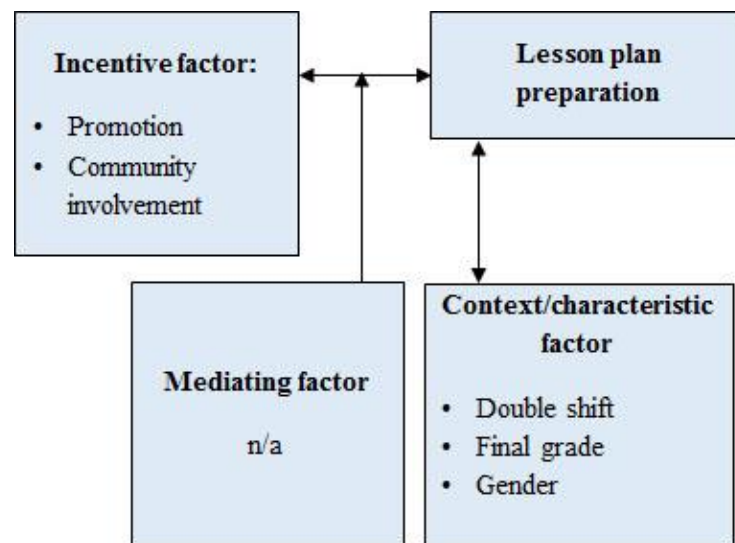 Incentive factor:
• Promotion
• Community
involvement
Lesson plan
preparation
Mediating factor
n/a
Context/characteristic
factor
• Double shift
• Final grade
• Gender